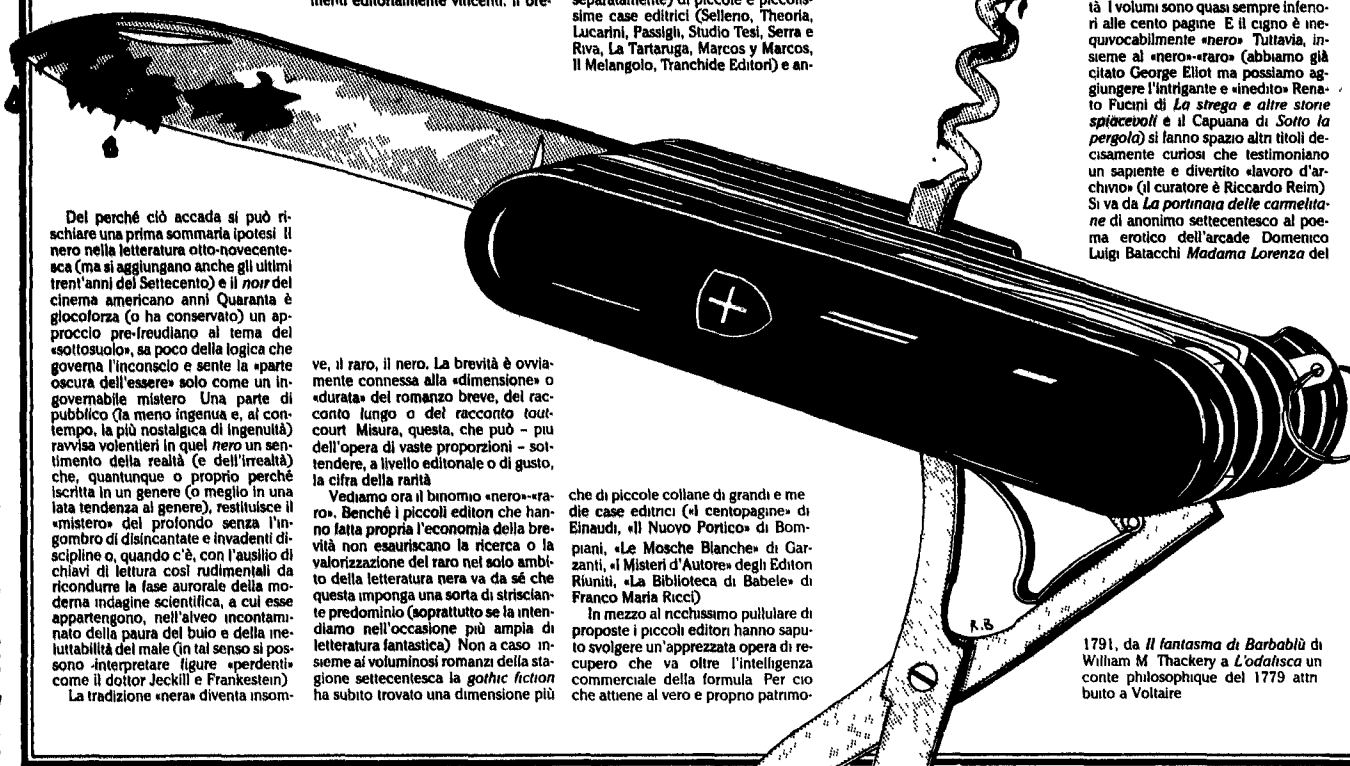 Del perché ciò accada si può ri-
schiare una prima sommaria ipotesi Il
nero nella letteratura otto-novecente-
sca (ma si aggiungano anche gli ultimi
trent'anni del Settecento) e il noir del
cinema americano anni Quaranta è
giocoforza (o ha conservato) un ap-
proccio pre-freudiano al tema del
«sottosuolo», sa poco della logica che
governa l'inconscio e sente la «parte
oscura dell'essere» solo come un in-
governabile mistero Una parte di
pubblico (la meno ingenua e, al con-
tempo, la più nostalgica di ingenuità)
ravvisa volentieri in quel nero un sen-
timento della realtà (e dell'irrealtà)
che, quantunque o proprio perché
iscritta in un genere (o meglio in una
lata tendenza al genere), restituisce il
«mistero» del profondo senza l'in-
gombro di disincantate e invadenti di-
scipline o, quando c'è, con l'ausilio di
chiavi di lettura così rudimentali da
ricondurre la fase aurorale della mo-
derna indagine scientifica, a cui esse
appartengono, nell'alveo incontami-
nato della paura del buio e della ine-
luttabilità del male (in tal senso si pos-
sono interpretare figure «perdenti»
come il dottor Jeckill e Frankestein)
La tradizione «nera» diventa insom-
menti editorialmente vincenti. il bre-
ve, il raro, il nero. La brevità è ovvia-
mente connessa alla «dimensione» o
«durata» del romanzo breve, del rac-
conto lungo o del racconto tout-
court Misura, questa, che può – piu
dell'opera di vaste proporzioni – sot-
tendere, a livello editoriale o di gusto,
la cifra della rarità
Vediamo ora il binomio «nero»-«ra-
ro». Benché i piccoli editori che han-
no fatta propria l'economia della bre-
vità non esauriscano la ricerca o la
valorizzazione del raro nel solo ambi-
to della letteratura nera va da sé che
questa imponga una sorta di striscian-
te predominio (soprattutto se la inten-
diamo nell'occasione più ampia di
letteratura fantastica) Non a caso in-
sieme ai voluminosi romanzi della sta-
gione settecentesca la gothic fiction
ha subito trovato una dimensione più
separatamente) di piccole e piccolis-
sime case editrici (Selleno, Theoria,
Lucarini, Passigli, Studio Tesi, Serra e
Riva, La Tartaruga, Marcos y Marcos,
Il Melangolo, Tranchide Editori) e an-
che di piccole collane di grandi e me
die case editrici («I centopagine» di
Einaudi, «Il Nuovo Portico» di Bom-
piani, «Le Mosche Bianche» di Gar-
zanti, «I Misteri d'Autore» degli Editori
Riuniti, «La Biblioteca di Babele» di
Franco Maria Ricci)
In mezzo al ricchissimo pullulare di
proposte i piccoli editori hanno sapu-
to svolgere un'apprezzata opera di re-
cupero che va oltre l'intelligenza
commerciale della formula Per cio
che attiene al vero e proprio patrimo-
tà I volumi sono quasi sempre inferio-
ri alle cento pagine E il cigno è ine-
quivocabilmente «nero» Tuttavia, in-
sieme al «nero»-«raro» (abbiamo già
citato George Eliot ma possiamo ag-
giungere l'intrigante e «inedito» Rena-
to Fucini di La strega e altre storie
spiacevoli e il Capuana di Sotto la
pergola) si fanno spazio altri titoli de-
cisamente curiosi che testimoniano
un sapiente e divertito «lavoro d'ar-
chivio» (il curatore è Riccardo Reim)
Si va da La portinaia delle carmelita-
ne di anonimo settecentesco al poe-
ma erotico dell'arcade Domenico
Luigi Batacchi Madama Lorenza del
1791, da Il fantasma di Barbablù di
William M Thackery a L'odalisca un
conte philosophique del 1779 attri
buito a Voltaire
R.B